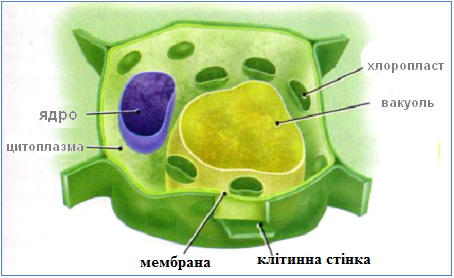 хлоропласт
вакуоль
ядро
цитоплазма
мембрана
клітинна стінка